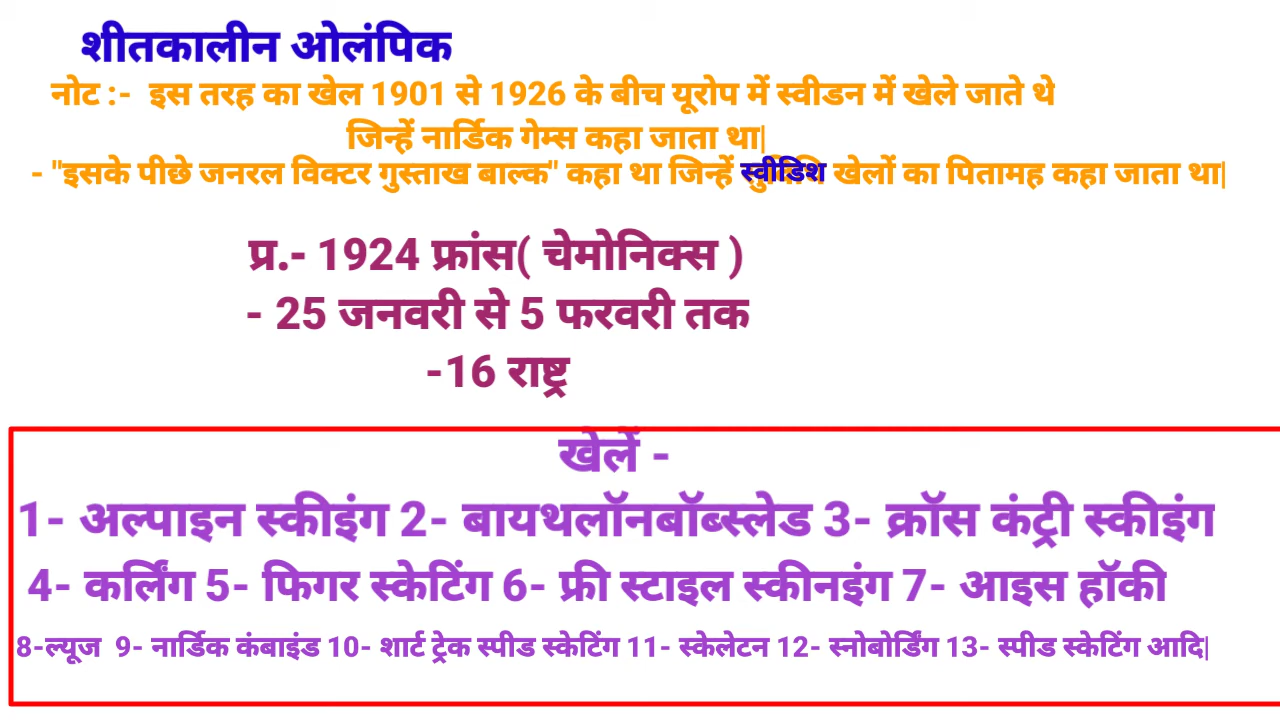 शीतकालीन ओलंपिक
नोट :- इस तरह का खेल 1901 से 1926 के बीच यूरोप में स्वीडन में खेले जाते थे
जिन्हें नार्डिक गेम्स कहा जाता था|
- "इसके पीछे जनरल विक्टर गुस्ताख बाल्क" कहा था जिन्हें स्वीडिश खेलों का पितामह कहा जाता था|
प्र.- 1924 फ्रांस( चेमोनिक्स )
- 25 जनवरी से 5 फरवरी तक
-16 राष्ट्र
खेलें -
1- अल्पाइन स्कीइंग 2- बायथलॉनबॉब्स्लेड 3- क्रॉस कंट्री स्कीइंग
4- कर्लिंग 5- फिगर स्केटिंग 6- फ्री स्टाइल स्कीनइंग 7- आइस हॉकी
8-ल्यूज 9- नार्डिक कंबाइंड 10- शार्ट ट्रेक स्पीड स्केटिंग 11- स्केलेटन 12- स्नोबोर्डिंग 13- स्पीड स्केटिंग आदि|